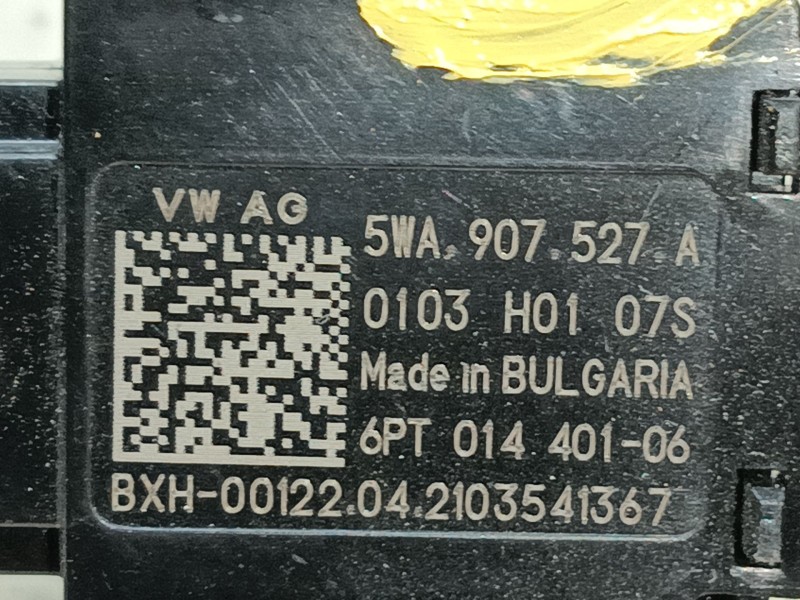 VW AG
5WA.907.527.A
0103 H01 07S
Made in BULGARIA
6PT 014 401-06
BXH-00122.04.2103541367